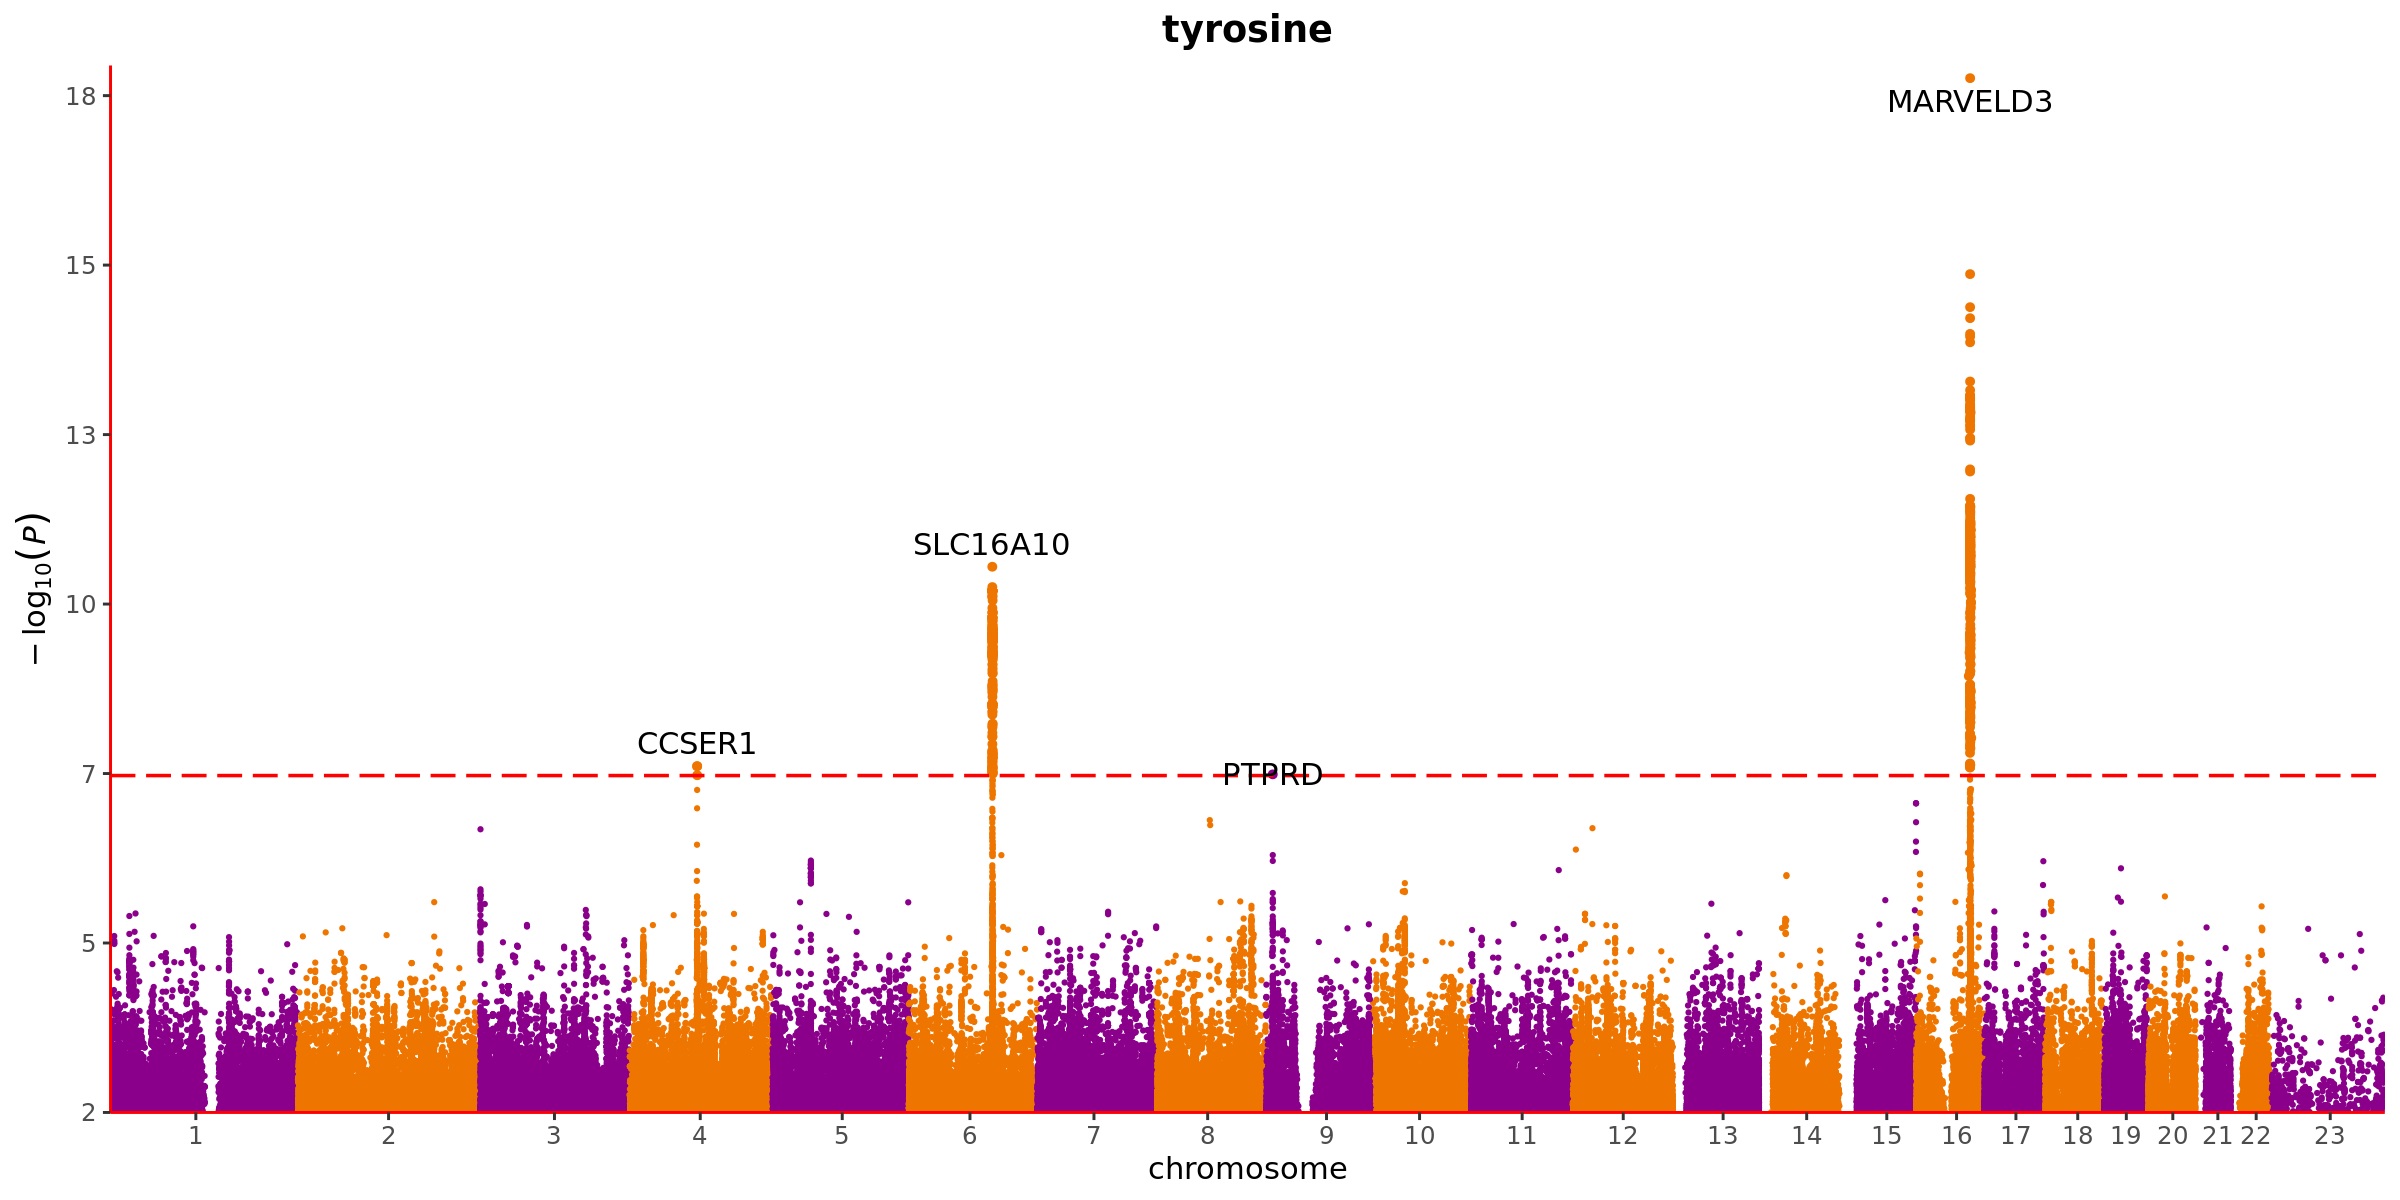 tyrosine
18
MARVELD3
15
13
SLC16A10
10
CCSER1
7
PTPRD
5
2
− log10(P)
1 2 3 4 5 6 7 8 9 10 11 12 13 14 15 16 17 18 19 20 21 22 23
chromosome